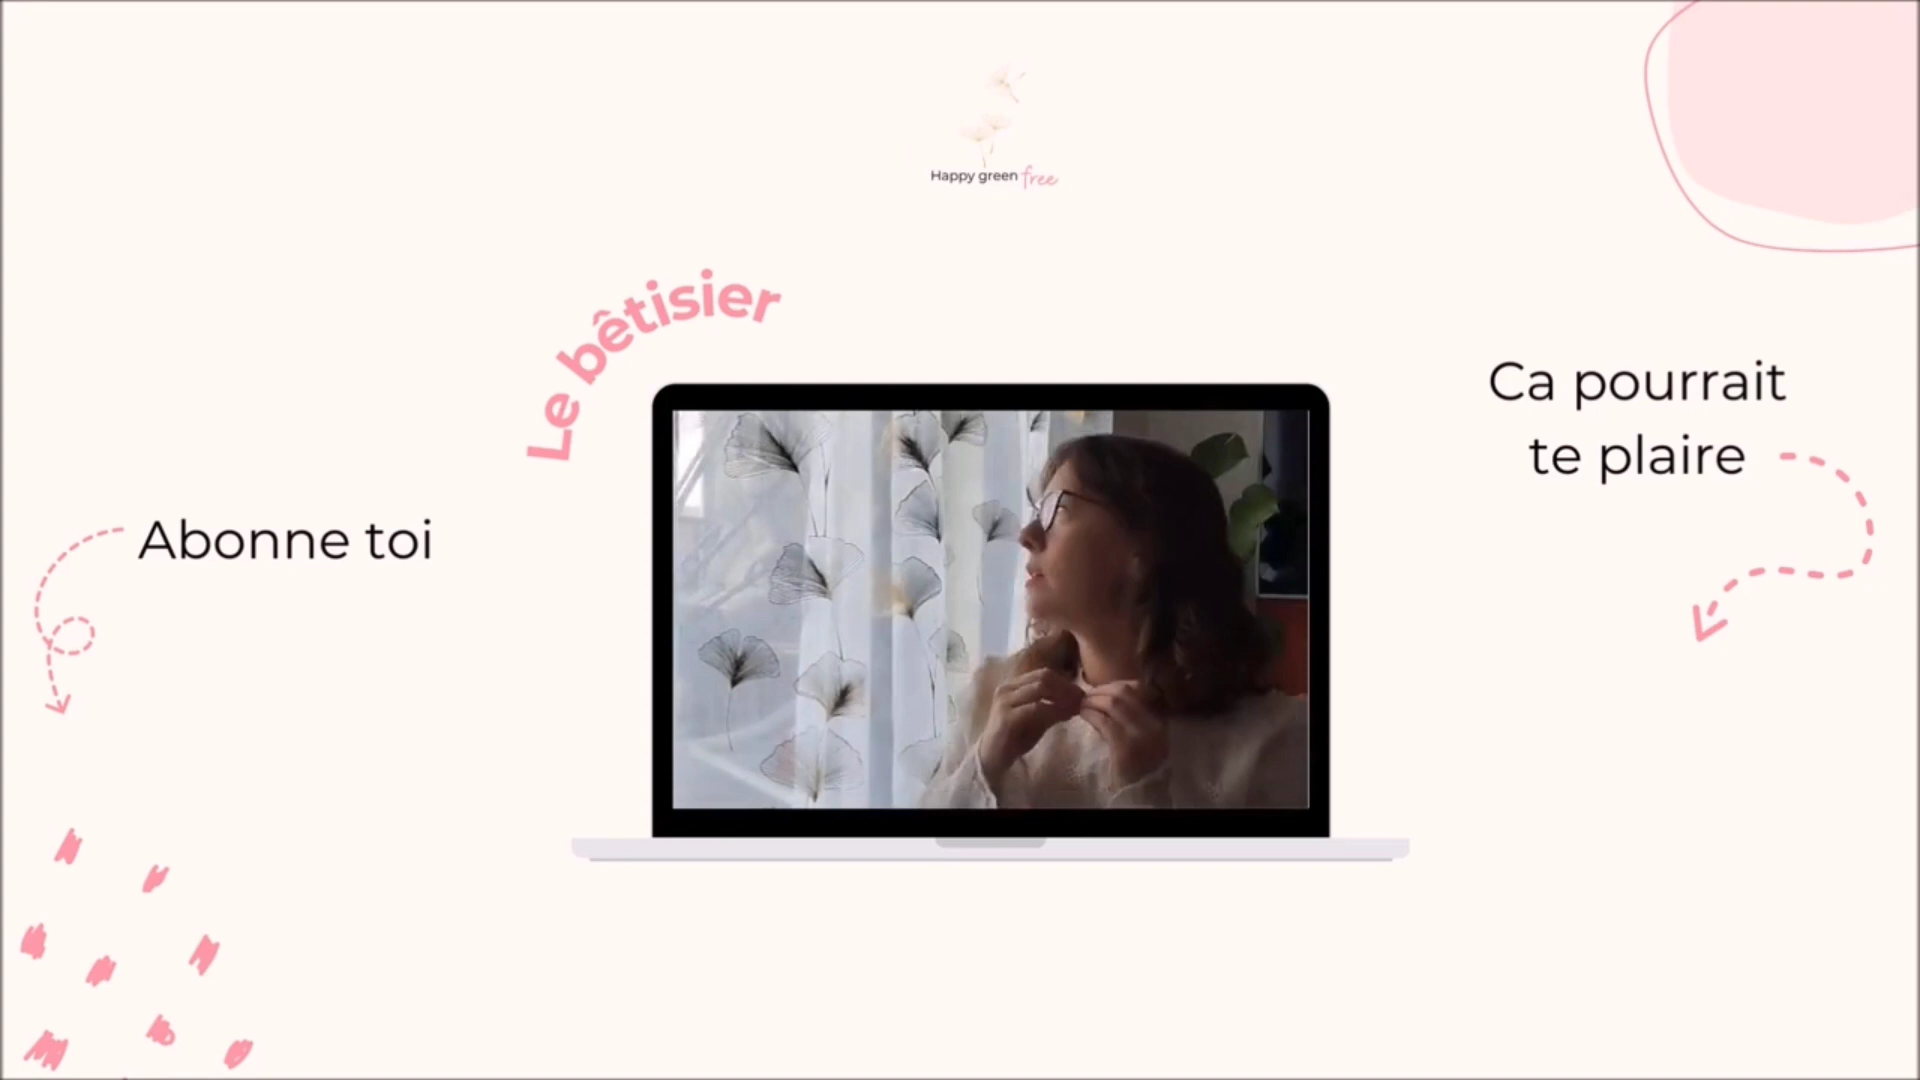 Happy green free
Le bêtisier
Ca pourrait
te plaire
Abonne toi